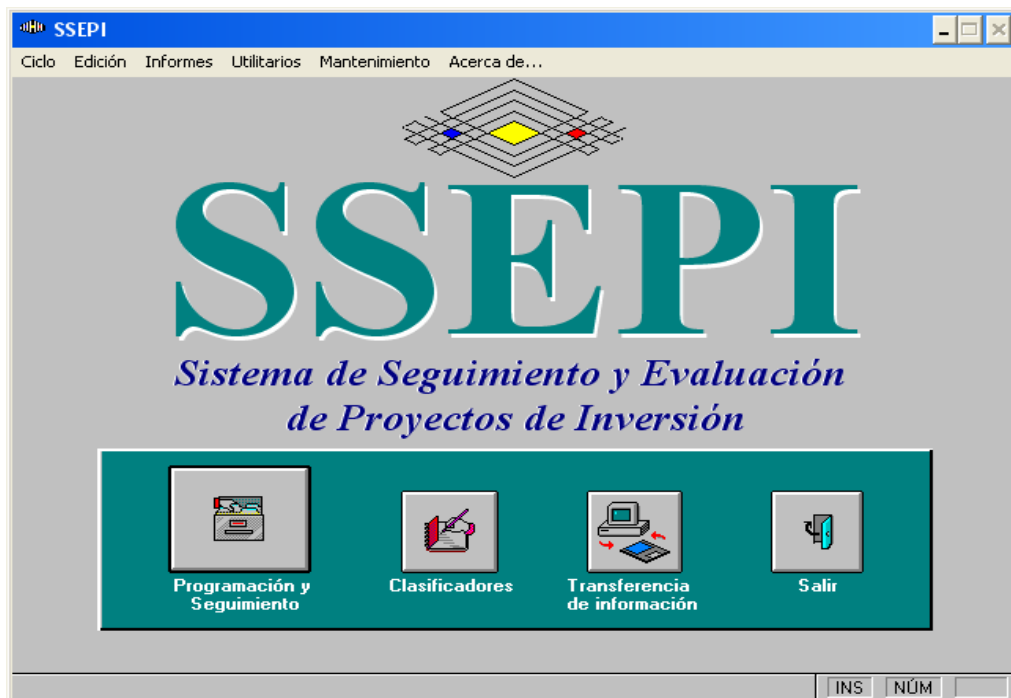 SSEPI
Ciclo Edición Informes Utilitarios Mantenimiento Acerca de...
SSEPI
Sistema de Seguimiento y Evaluación
de Proyectos de Inversión
Programación y
Seguimiento
Clasificadores
Transferencia
de información
Salir
INS NÚM